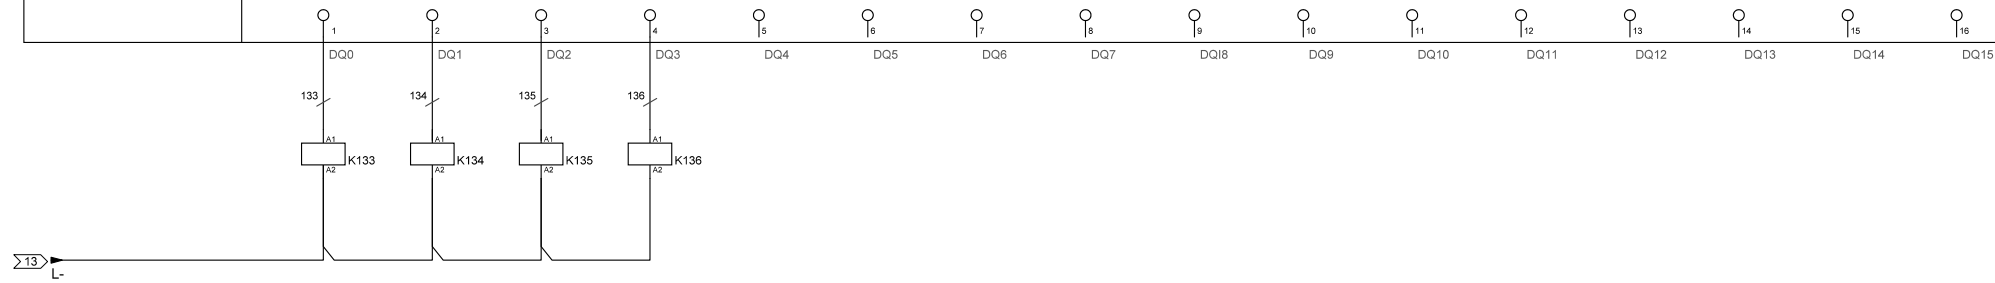 1 2 3 4 5 6 7 8 9 10 11 12 13 14 15 16
DQ0 DQ1 DQ2 DQ3 DQ4 DQ5 DQ6 DQ7 DQI8 DQ9 DQ10 DQ11 DQ12 DQ13 DQ14 DQ15
133 134 135 136
A1 A1 A1 A1
K133 K134 K135 K136
A2 A2 A2 A2
13
L-